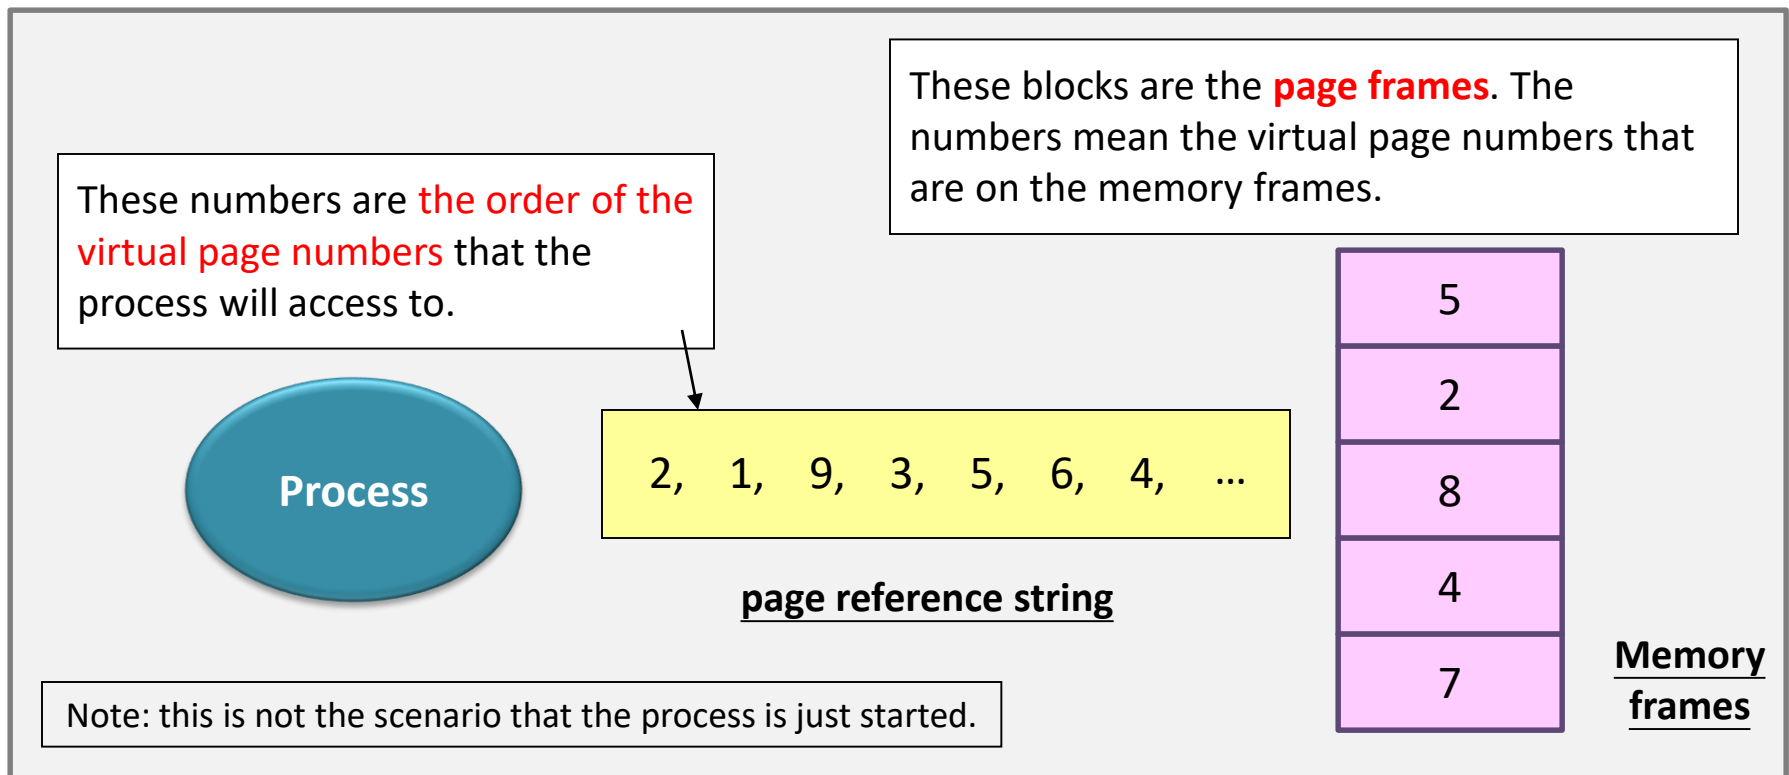 These blocks are the page frames. The
numbers mean the virtual page numbers that
are on the memory frames.
These numbers are the order of the
virtual page numbers that the
process will access to.
Process
2, 1, 9, 3, 5, 6, 4, ...
page reference string
5
2
8
4
7
Memory
frames
Note: this is not the scenario that the process is just started.